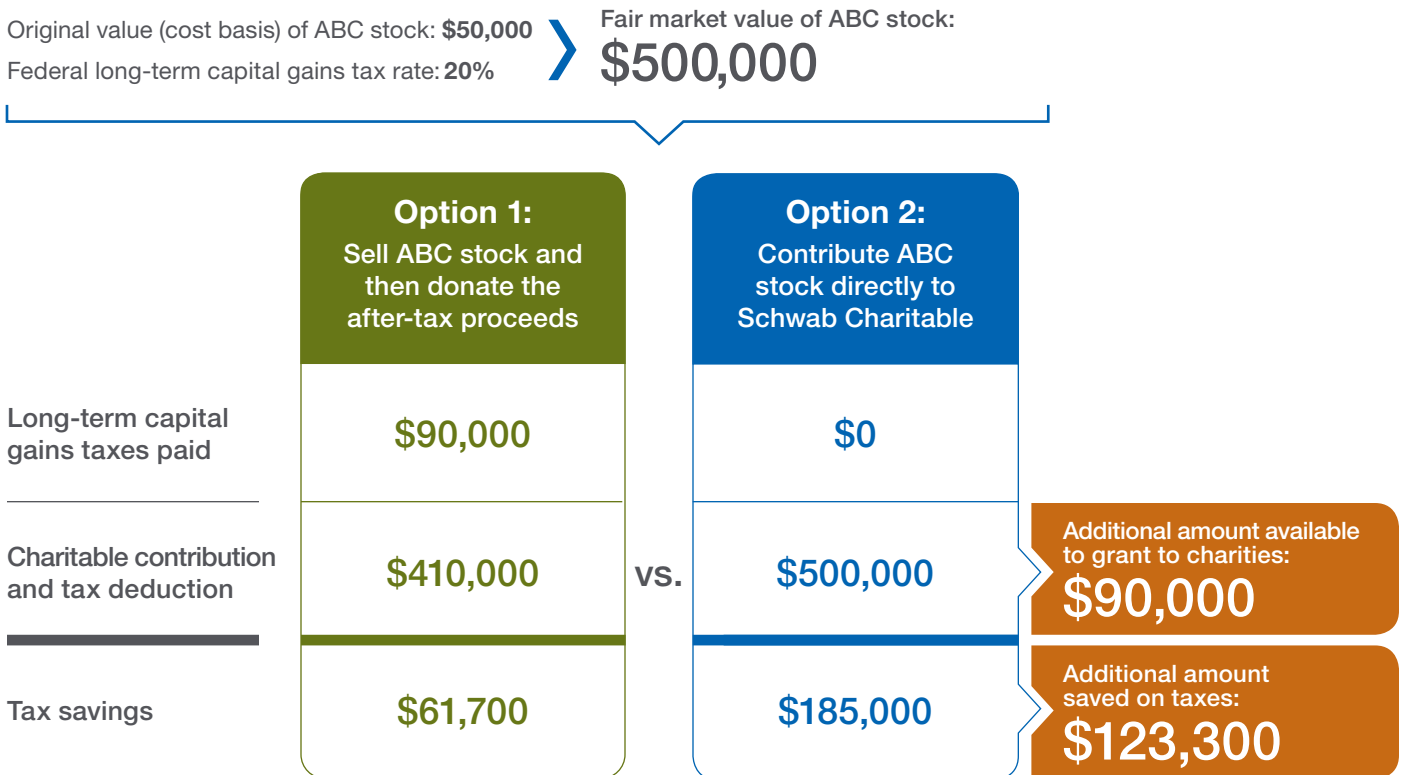 Original value (cost basis) of ABC stock: $50,000
Federal long-term capital gains tax rate: 20%
Fair market value of ABC stock:
$500,000
Option 1:
Sell ABC stock and
then donate the
after-tax proceeds
Option 2:
Contribute ABC
stock directly to
Schwab Charitable
Long-term capital
gains taxes paid
$90,000
$0
Charitable contribution
and tax deduction
$410,000
vs.
$500,000
Additional amount available
to grant to charities:
$90,000
Tax savings
$61,700
$185,000
Additional amount
saved on taxes:
$123,300